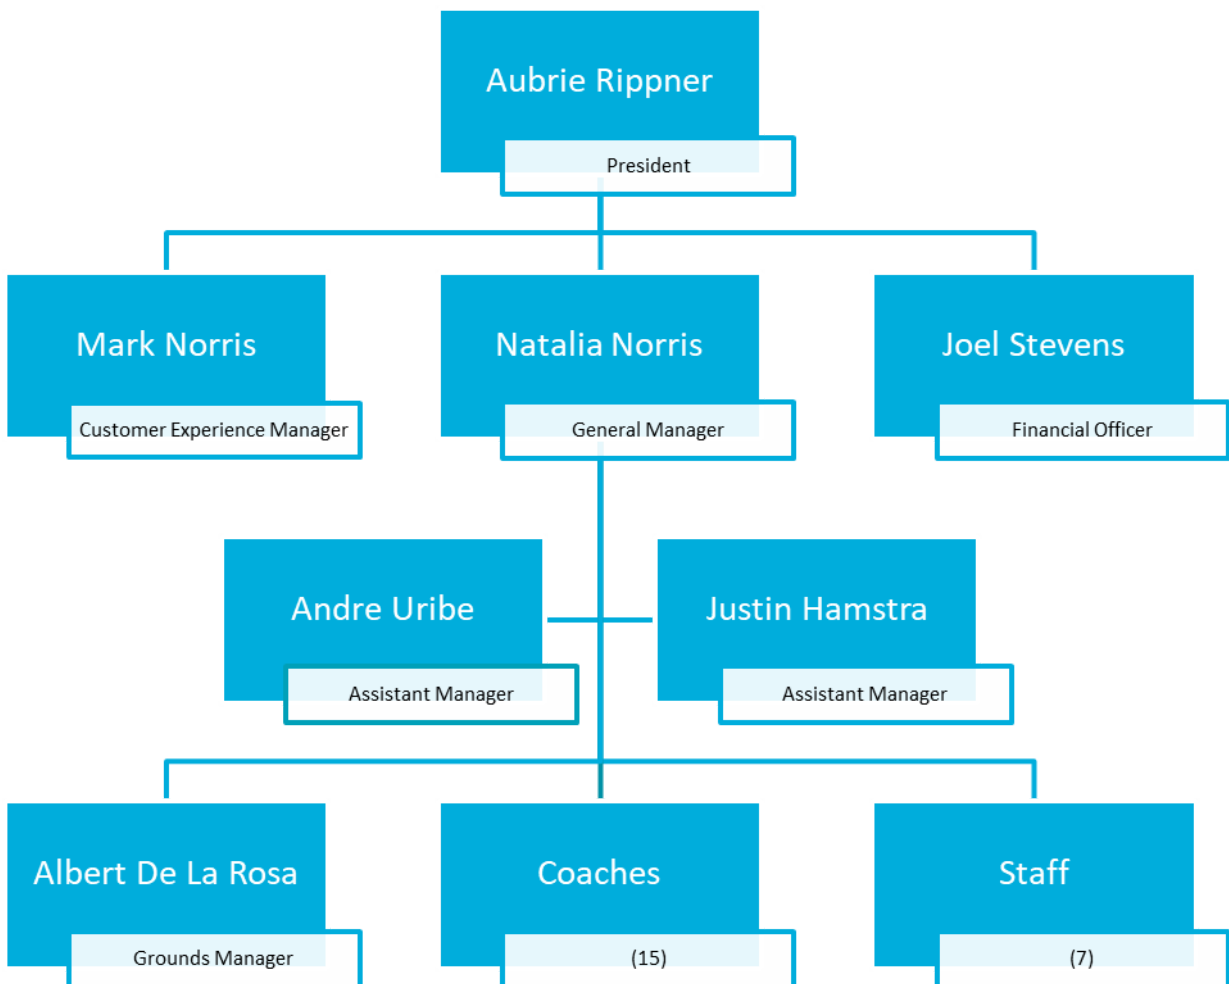 Aubrie Rippner
President
Mark Norris
Customer Experience Manager
Natalia Norris
General Manager
Joel Stevens
Financial Officer
Andre Uribe
Assistant Manager
Justin Hamstra
Assistant Manager
Albert De La Rosa
Grounds Manager
Coaches
(15)
Staff
(7)